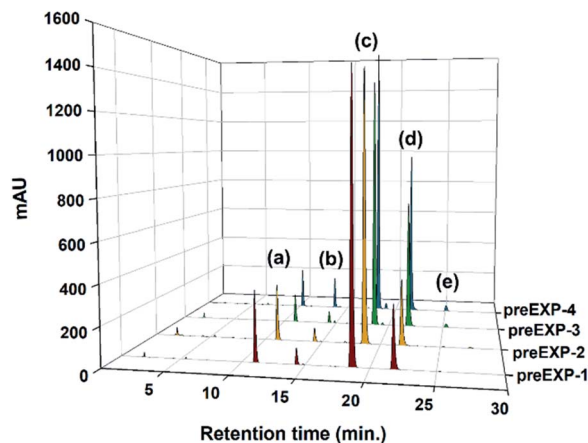 1600
1400
1200
1000
800
600
400
200
0
mAU
(a)
(b)
(c)
(d)
(e)
preEXP-4
preEXP-3
preEXP-2
preEXP-1
5
10
15
20
25
30
Retention time (min.)